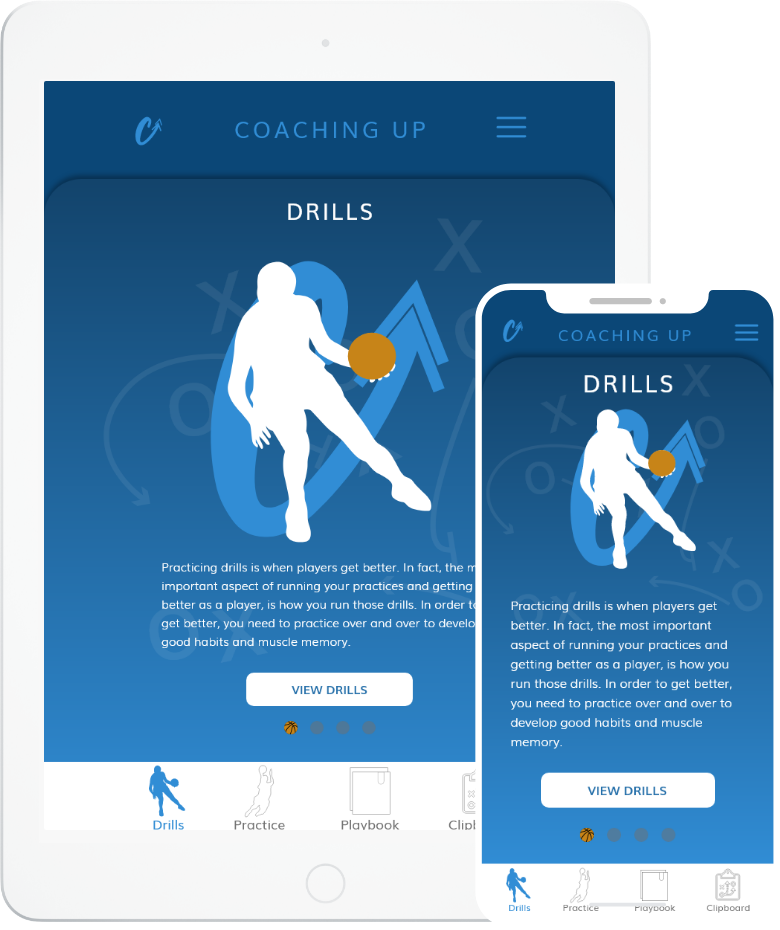 COACHING UP
DRILLS
Practicing drills is when players get better. In fact, the m
important aspect of running your practices and getting
better as a player, is how you run those drills. In order to
get better, you need to practice over and over to develo
good habits and muscle memory.
VIEW DRILLS
Drills Practice Playbook Clipb
COACHING UP
DRILLS
Practicing drills is when players get
better. In fact, the most important
aspect of running your practices and
getting better as a player, is how you
run those drills. In order to get better,
you need to practice over and over to
develop good habits and muscle
memory.
VIEW DRILLS
Drills Practice Playbook Clipboard